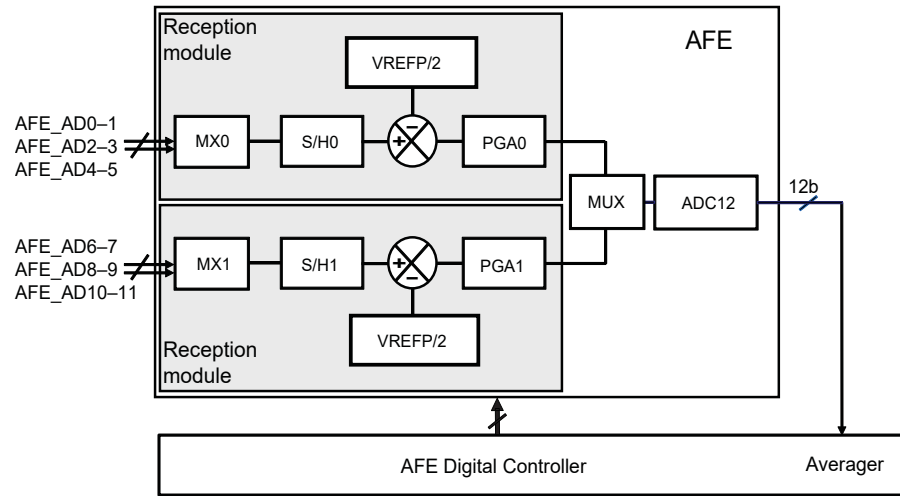 Reception
module
AFE
VREFP/2
AFE_AD0–1
AFE_AD2–3
AFE_AD4–5
MX0
S/H0
−
+
PGA0
MUX
ADC12
12b
AFE_AD6–7
AFE_AD8–9
AFE_AD10–11
MX1
S/H1
+
−
PGA1
VREFP/2
Reception
module
AFE Digital Controller
Averager